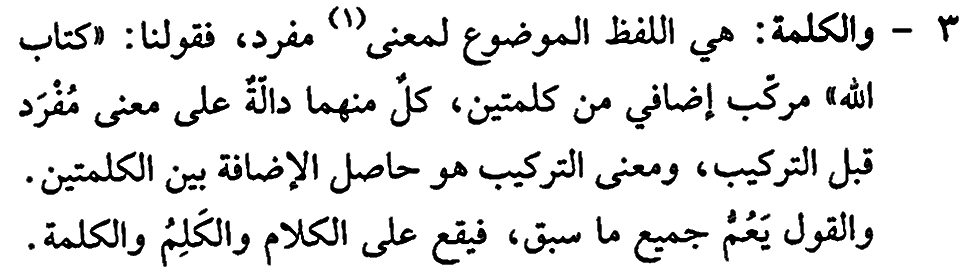 ٣ - والكلمة: هي اللفظ الموضوع لمعنى(١) مفرد، فقولنا: «كتاب
الله» مركّب إضافي من كلمتين، كلٌ منهما دالّةٌ على معنى مُفْرَد
قبل التركيب، ومعنى التركيب هو حاصل الإضافة بين الكلمتين.
والقول يَعُمُّ جميع ما سبق، فيقع على الكلام والكَلِمُ والكلمة.